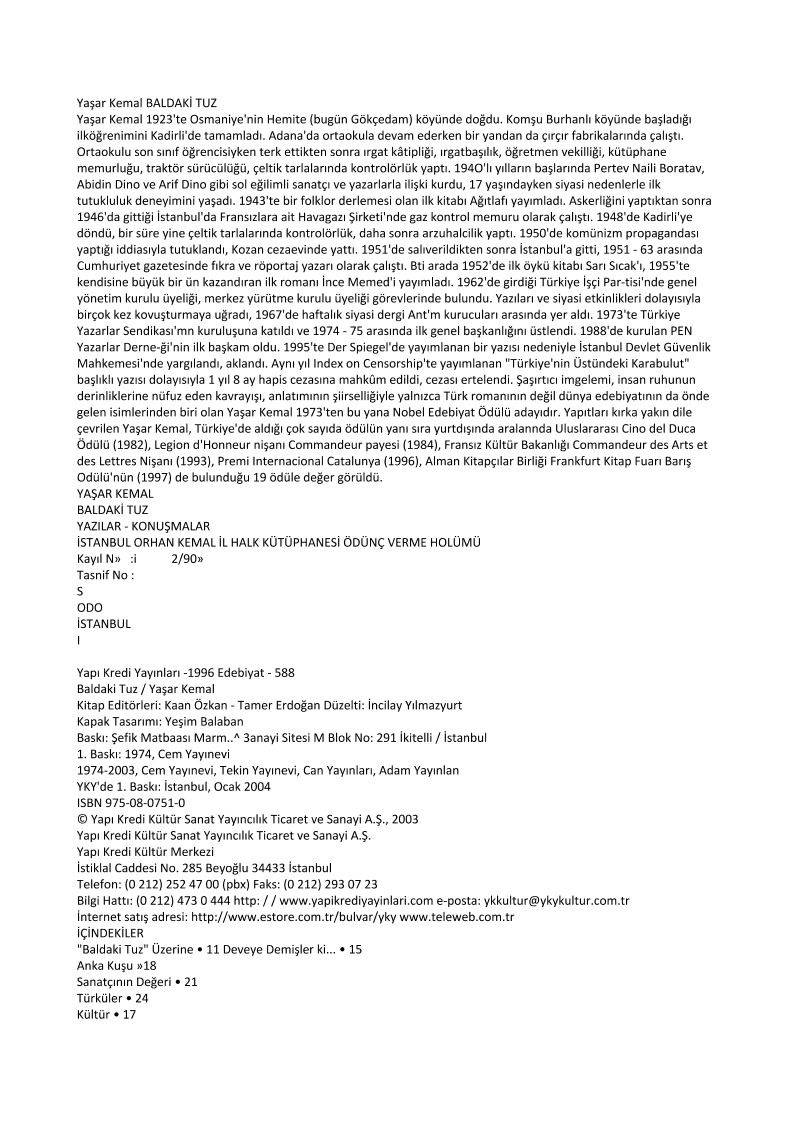 Yaşar Kemal BALDAKİ TUZ
Yaşar Kemal 1923'te Osmaniye'nin Hemite (bugün Gökçedam) köyünde doğdu. Komşu Burhanlı köyünde başladığı
ilköğrenimini Kadirli'de tamamladı. Adana'da ortaokula devam ederken bir yandan da çırçır fabrikalarında çalıştı.
Ortaokulu son sınıf öğrencisiyken terk ettikten sonra ırgat kâtipliği, ırgatbaşılık, öğretmen vekilliği, kütüphane
memurluğu, traktör sürücülüğü, çeltik tarlalarında kontrolörlük yaptı. 194O'lı yılların başlarında Pertev Naili Boratav,
Abidin Dino ve Arif Dino gibi sol eğilimli sanatçı ve yazarlarla ilişki kurdu, 17 yaşındayken siyasi nedenlerle ilk
tutukluluk deneyimini yaşadı. 1943'te bir folklor derlemesi olan ilk kitabı Ağıtlafı yayımladı. Askerliğini yaptıktan sonra
1946'da gittiği İstanbul'da Fransızlara ait Havagazı Şirketi'nde gaz kontrol memuru olarak çalıştı. 1948'de Kadirli'ye
döndü, bir süre yine çeltik tarlalarında kontrolörlük, daha sonra arzuhalcilik yaptı. 1950'de komünizm propagandası
yaptığı iddiasıyla tutuklandı, Kozan cezaevinde yattı. 1951'de salıverildikten sonra İstanbul'a gitti, 1951 - 63 arasında
Cumhuriyet gazetesinde fıkra ve röportaj yazarı olarak çalıştı. Bti arada 1952'de ilk öykü kitabı Sarı Sıcak'ı, 1955'te
kendisine büyük bir ün kazandıran ilk romanı İnce Memed'i yayımladı. 1962'de girdiği Türkiye İşçi Par-tisi'nde genel
yönetim kurulu üyeliği, merkez yürütme kurulu üyeliği görevlerinde bulundu. Yazıları ve siyasi etkinlikleri dolayısıyla
birçok kez kovuşturmaya uğradı, 1967'de haftalık siyasi dergi Ant'm kurucuları arasında yer aldı. 1973'te Türkiye
Yazarlar Sendikası'mn kuruluşuna katıldı ve 1974 - 75 arasında ilk genel başkanlığını üstlendi. 1988'de kurulan PEN
Yazarlar Derne-ği'nin ilk başkam oldu. 1995'te Der Spiegel'de yayımlanan bir yazısı nedeniyle İstanbul Devlet Güvenlik
Mahkemesi'nde yargılandı, aklandı. Aynı yıl Index on Censorship'te yayımlanan "Türkiye'nin Üstündeki Karabulut"
başlıklı yazısı dolayısıyla 1 yıl 8 ay hapis cezasına mahkûm edildi, cezası ertelendi. Şaşırtıcı imgelemi, insan ruhunun
derinliklerine nüfuz eden kavrayışı, anlatımının şiirselliğiyle yalnızca Türk romanının değil dünya edebiyatının da önde
gelen isimlerinden biri olan Yaşar Kemal 1973'ten bu yana Nobel Edebiyat Ödülü adayıdır. Yapıtları kırka yakın dile
çevrilen Yaşar Kemal, Türkiye'de aldığı çok sayıda ödülün yanı sıra yurtdışında aralannda Uluslararası Cino del Duca
Ödülü (1982), Legion d'Honneur nişanı Commandeur payesi (1984), Fransız Kültür Bakanlığı Commandeur des Arts et
des Lettres Nişanı (1993), Premi Internacional Catalunya (1996), Alman Kitapçılar Birliği Frankfurt Kitap Fuarı Barış
Odülü'nün (1997) de bulunduğu 19 ödüle değer görüldü.
YAŞAR KEMAL
BALDAKİ TUZ
YAZILAR - KONUŞMALAR
İSTANBUL ORHAN KEMAL İL HALK KÜTÜPHANESİ ÖDÜNÇ VERME HOLÜMÜ
Kayıl N» :i 2/90»
Tasnif No :
S
ODO
İSTANBUL
I
Yapı Kredi Yayınları -1996 Edebiyat - 588
Baldaki Tuz / Yaşar Kemal
Kitap Editörleri: Kaan Özkan - Tamer Erdoğan Düzelti: İncilay Yılmazyurt
Kapak Tasarımı: Yeşim Balaban
Baskı: Şefik Matbaası Marm..^ 3anayi Sitesi M Blok No: 291 İkitelli / İstanbul
1. Baskı: 1974, Cem Yayınevi
1974-2003, Cem Yayınevi, Tekin Yayınevi, Can Yayınları, Adam Yayınlan
YKY'de 1. Baskı: İstanbul, Ocak 2004
ISBN 975-08-0751-0
© Yapı Kredi Kültür Sanat Yayıncılık Ticaret ve Sanayi A.Ş., 2003
Yapı Kredi Kültür Sanat Yayıncılık Ticaret ve Sanayi A.Ş.
Yapı Kredi Kültür Merkezi
İstiklal Caddesi No. 285 Beyoğlu 34433 İstanbul
Telefon: (0 212) 252 47 00 (pbx) Faks: (0 212) 293 07 23
Bilgi Hattı: (0 212) 473 0 444 http: / / www.yapikrediyayinlari.com e-posta: ykkultur@ykykultur.com.tr
İnternet satış adresi: http://www.estore.com.tr/bulvar/yky www.teleweb.com.tr
İÇİNDEKİLER
"Baldaki Tuz" Üzerine • 11 Deveye Demişler ki... • 15
Anka Kuşu »18
Sanatçının Değeri • 21
Türküler • 24
Kültür • 17